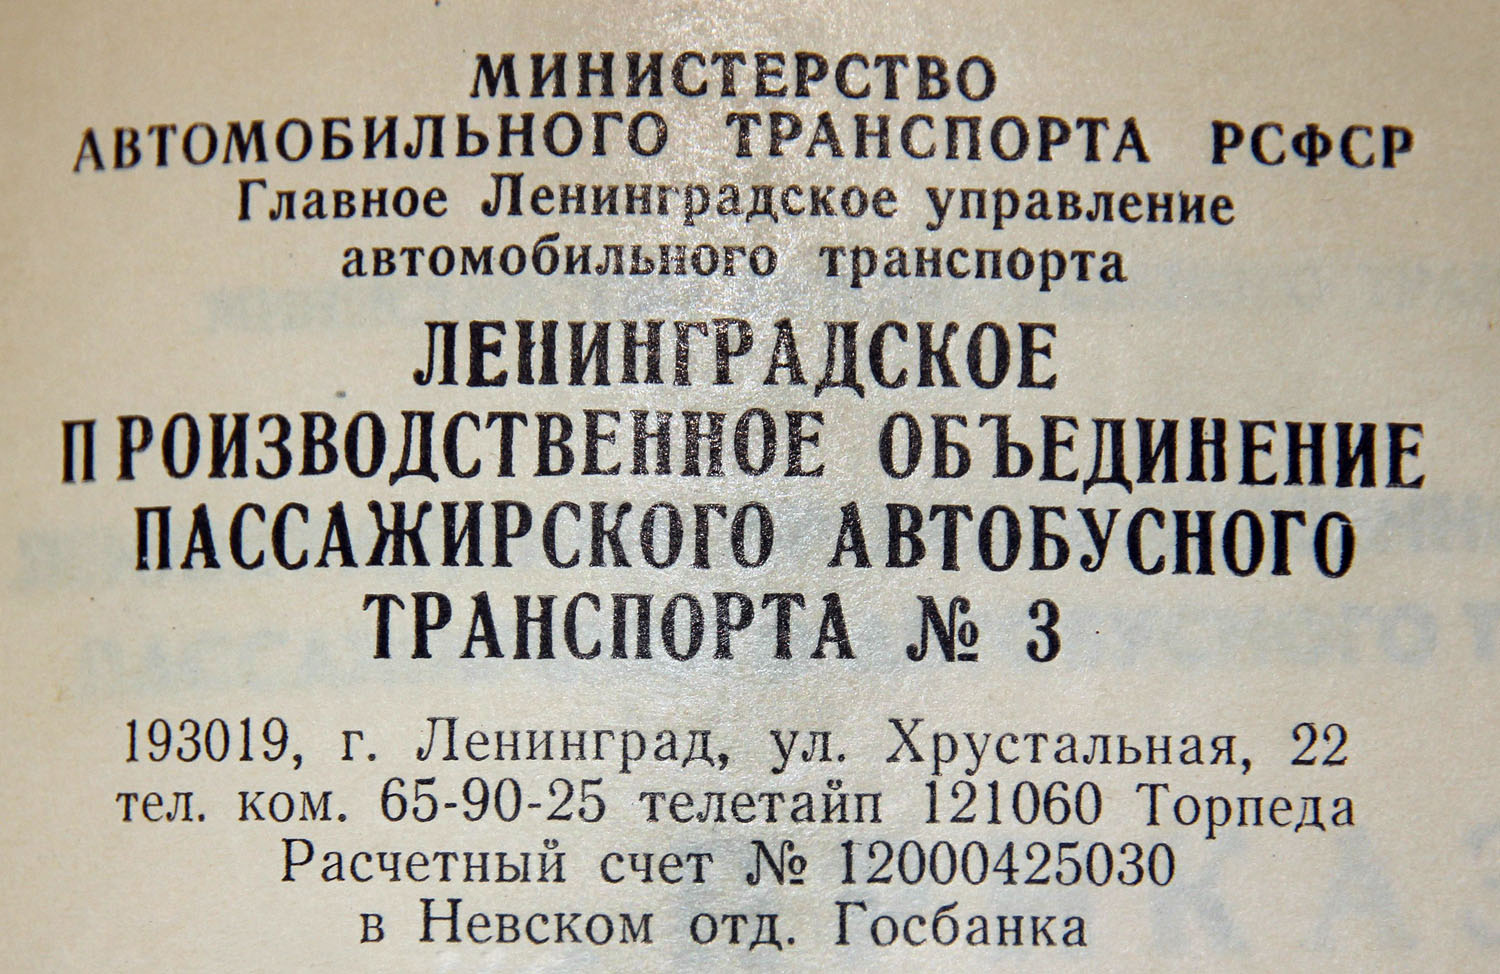 МИНИСТЕРСТВО
АВТОМОБИЛЬНОГО ТРАНСПОРТА РСФСР
Главное Ленинградское управление
автомобильного транспорта
ЛЕНИНГРАДСКОЕ
ПРОИЗВОДСТВЕННОЕ ОБЪЕДИНЕНИЕ
ПАССАЖИРСКОГО АВТОБУСНОГО
ТРАНСПОРТА № 3
193019, г. Ленинград, ул. Хрустальная, 22
тел. ком. 65-90-25 телетайп 121060 Торпеда
Расчетный счет № 12000425030
в Невском отд. Госбанка